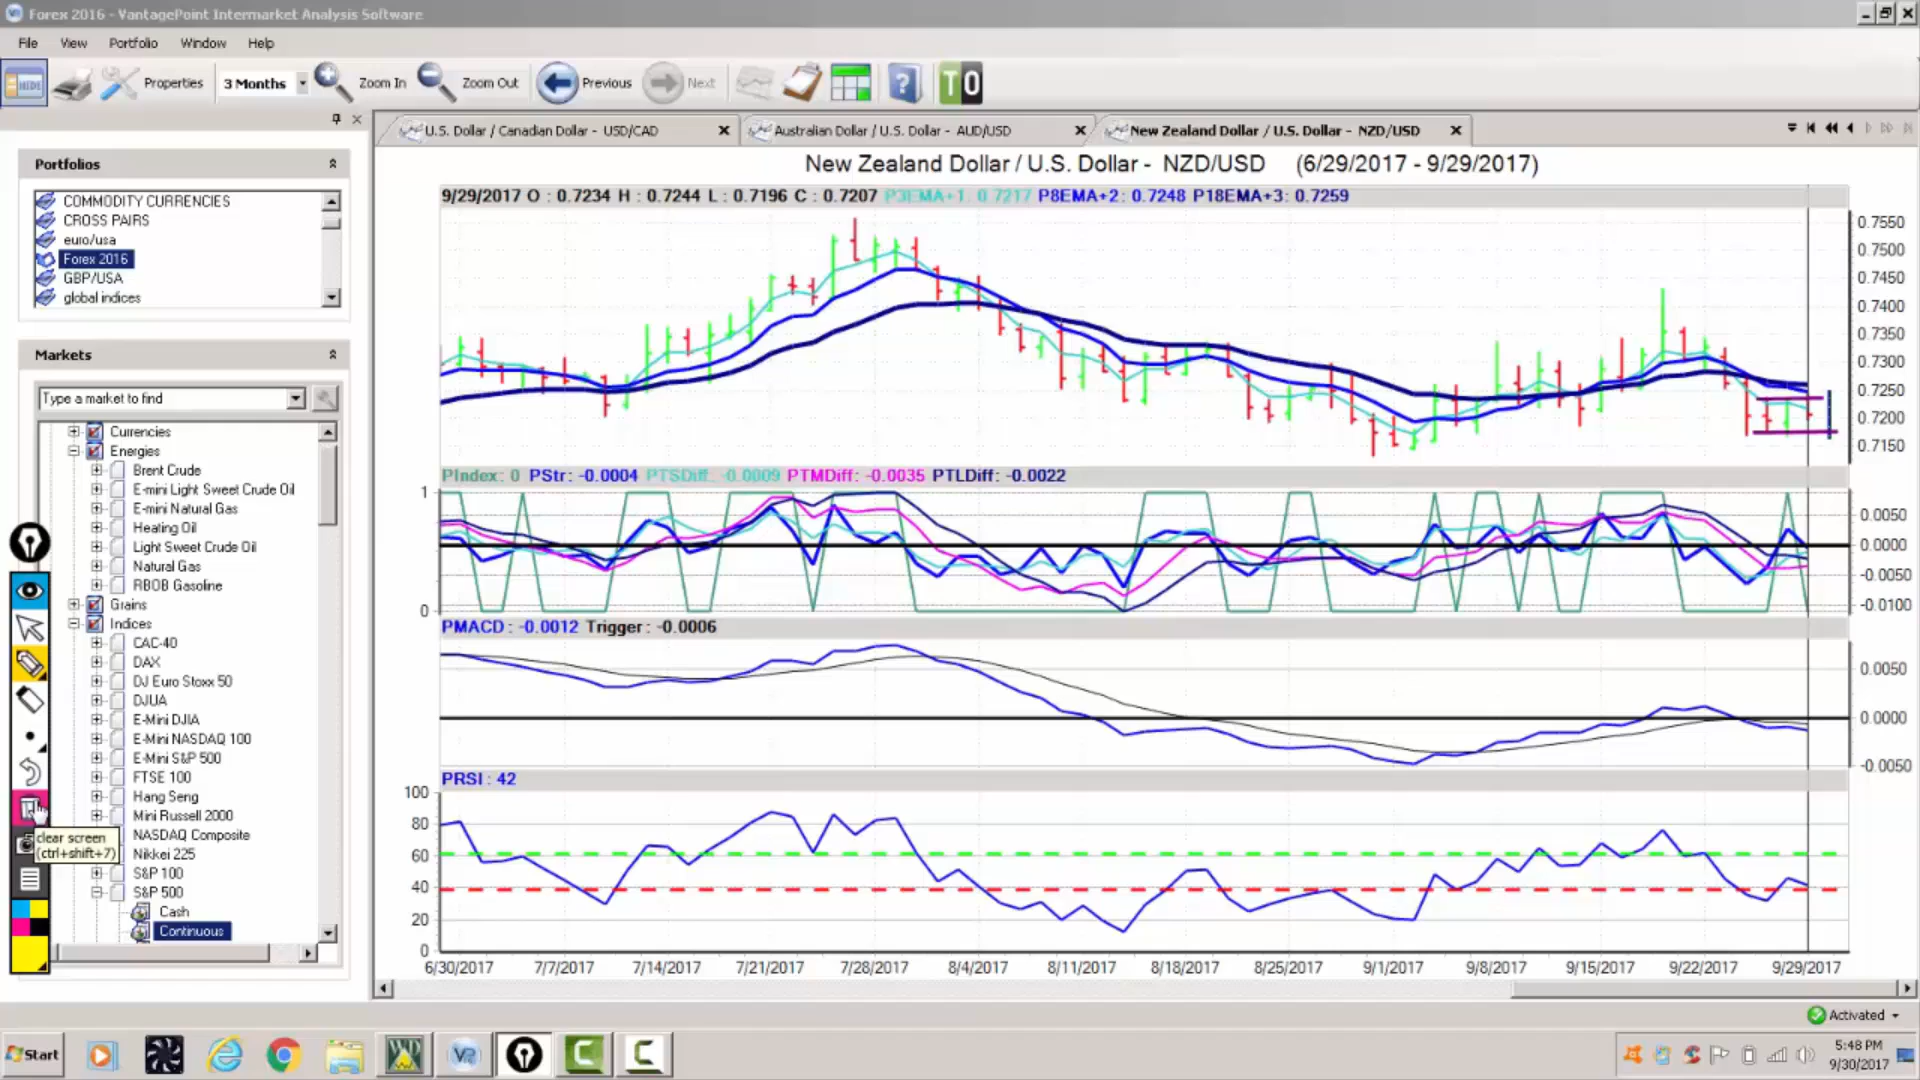 Forex 2016 - VantagePoint Intermarket Analysis Software
File View Portfolio Window Help
HIDE Properties 3 Months Zoom In Zoom Out Previous Next TO
U.S. Dollar / Canadian Dollar - USD/CAD
Australian Dollar / U.S. Dollar - AUD/USD
New Zealand Dollar / U.S. Dollar - NZD/USD
Portfolios
COMMODITY CURRENCIES
CROSS PAIRS
euro/usa
Forex 2016
GBP/USA
global indices
Markets
Type a market to find
Currencies
Energies
Brent Crude
E-mini Light Sweet Crude Oil
E-mini Natural Gas
Heating Oil
Light Sweet Crude Oil
Natural Gas
RBOB Gasoline
Grains
Indices
CAC-40
DAX
DJ Euro Stoxx 50
DJUA
E-Mini DJIA
E-Mini NASDAQ 100
E-Mini S&P 500
FTSE 100
Hang Seng
Mini Russell 2000
NASDAQ Composite
Nikkei 225
S&P 100
S&P 500
Cash
Continuous
clear screen
(ctrl+shift+7)
New Zealand Dollar / U.S. Dollar - NZD/USD (6/29/2017 - 9/29/2017)
9/29/2017 O : 0.7234 H : 0.7244 L : 0.7196 C : 0.7207 P3EMA+1: 0.7217 P8EMA+2: 0.7248 P18EMA+3: 0.7259
0.7550
0.7500
0.7450
0.7400
0.7350
0.7300
0.7250
0.7200
0.7150
PIndex: 0 PStr: -0.0004 PTSDiff: -0.0009 PTMDiff: -0.0035 PTLDiff: -0.0022
1
0
0.0050
0.0000
-0.0050
-0.0100
PMACD : -0.0012 Trigger : -0.0006
0.0050
0.0000
-0.0050
PRSI : 42
100
80
60
40
20
0
6/30/2017 7/7/2017 7/14/2017 7/21/2017 7/28/2017 8/4/2017 8/11/2017 8/18/2017 8/25/2017 9/1/2017 9/8/2017 9/15/2017 9/22/2017 9/29/2017
Activated
Start
5:48 PM
9/30/2017